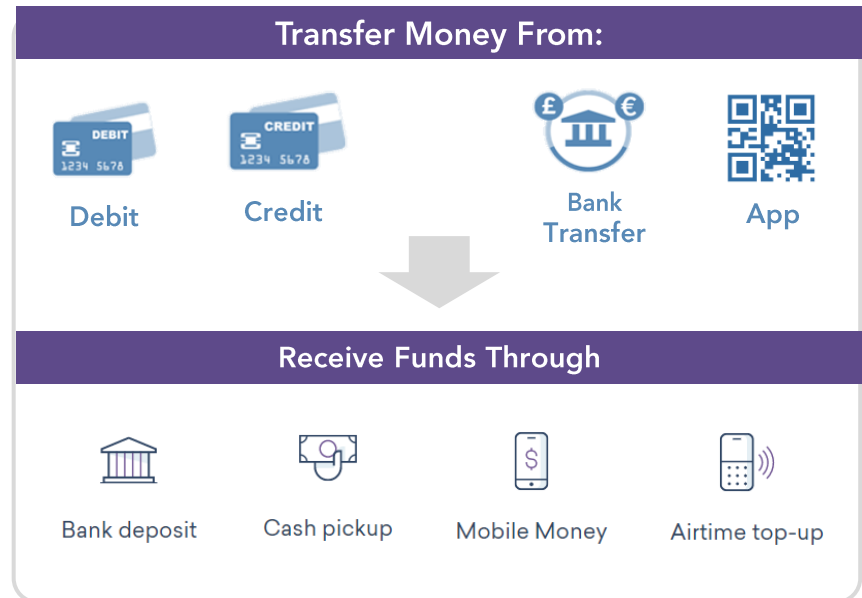 Transfer Money From:
DEBIT
1234 5678
CREDIT
1234 5678
£ €
Debit
Credit
Bank
Transfer
App
Receive Funds Through
$
Bank deposit
Cash pickup
Mobile Money
Airtime top-up